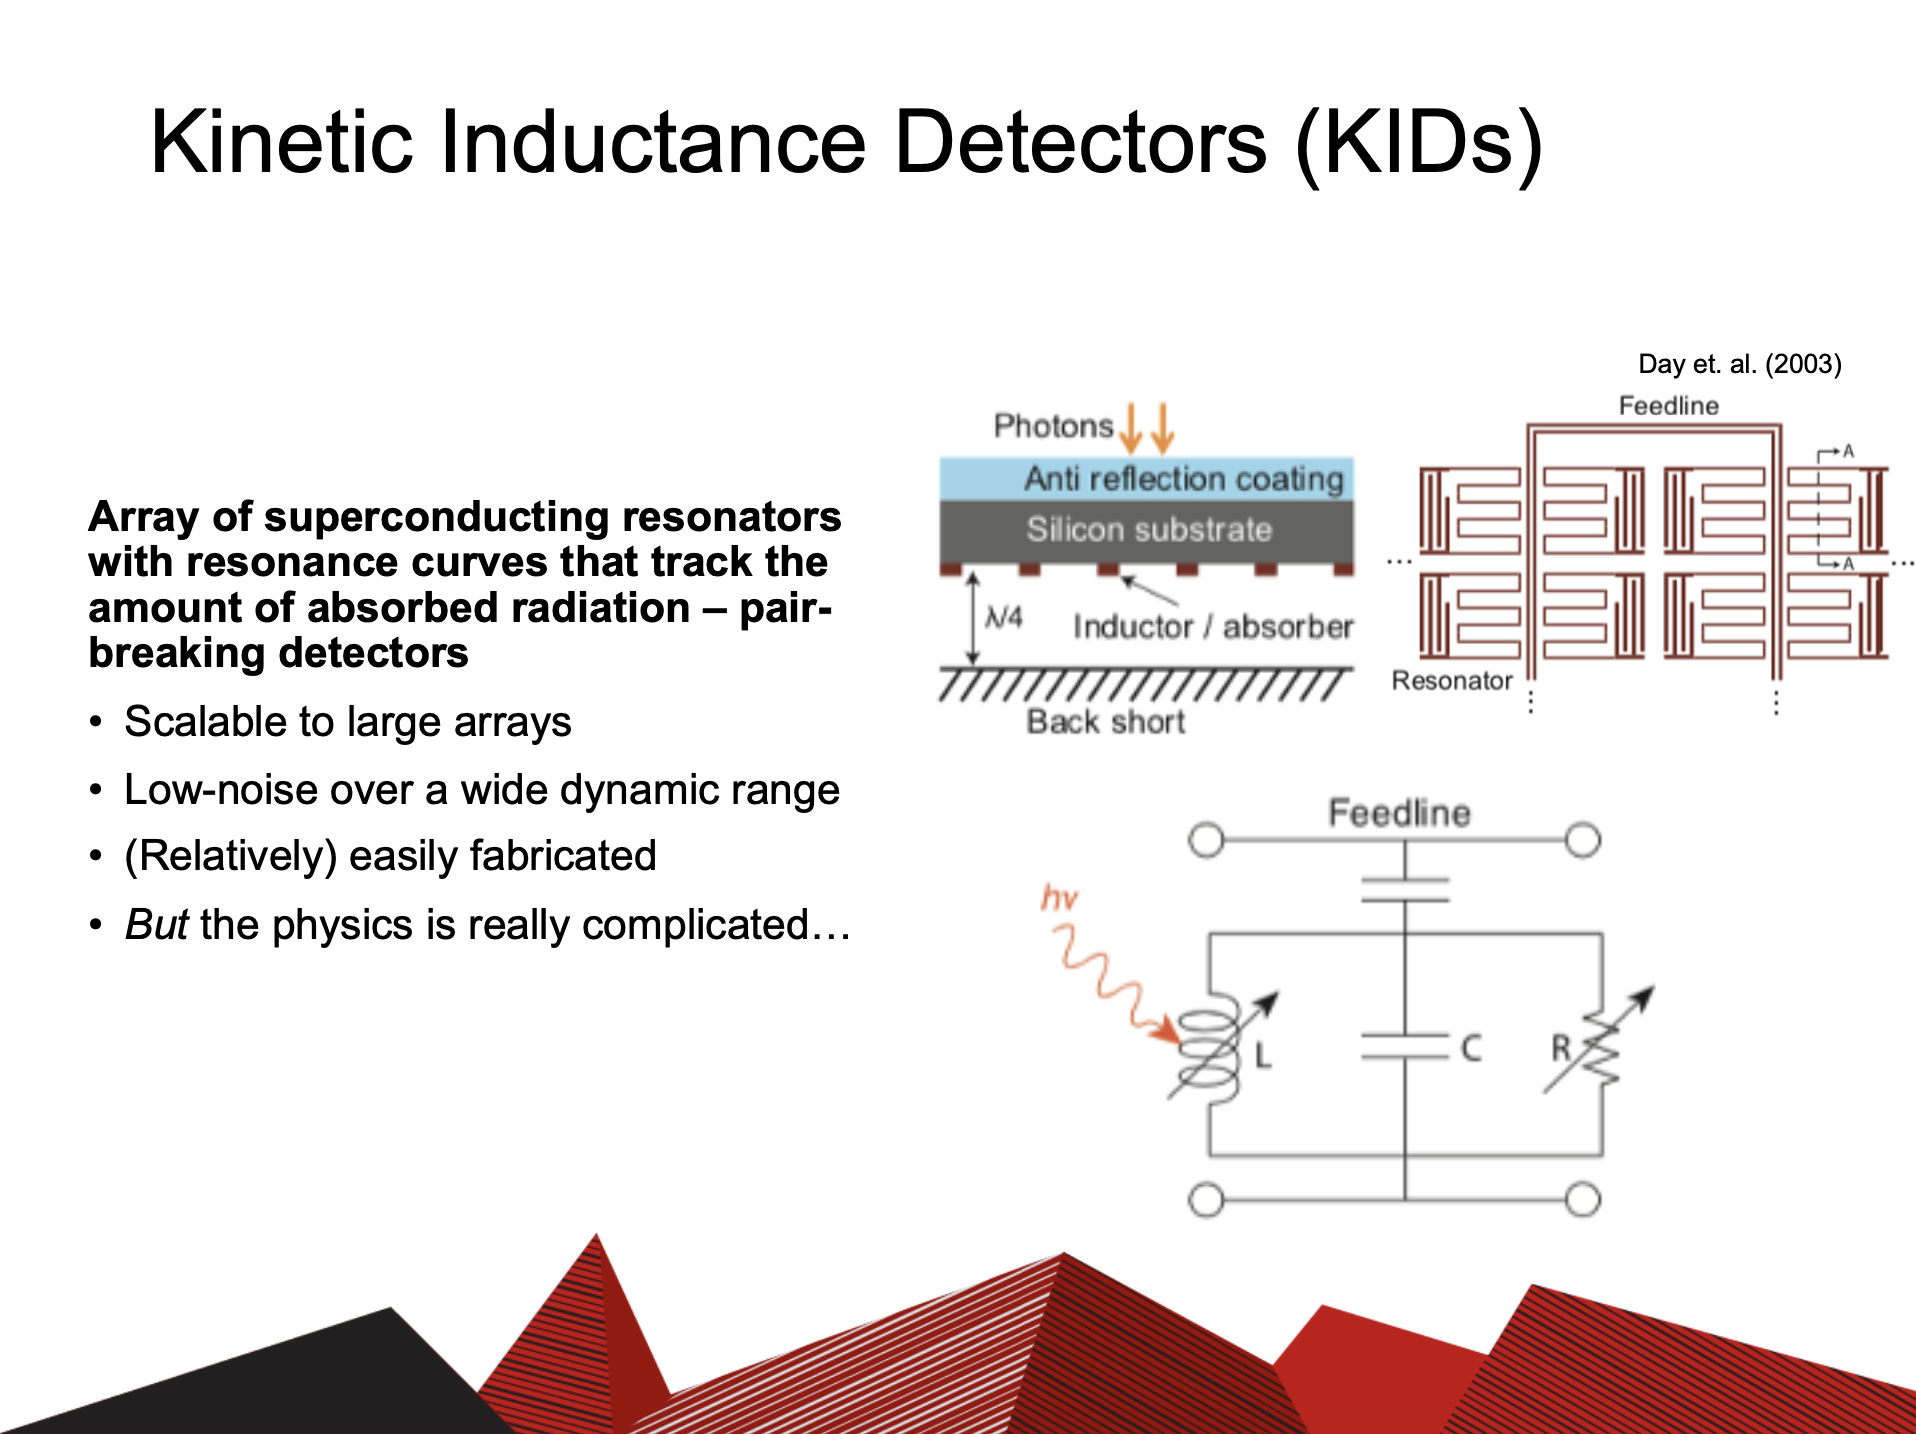 Kinetic Inductance Detectors (KIDs)
Array of superconducting resonators
with resonance curves that track the
amount of absorbed radiation – pair-
breaking detectors
• Scalable to large arrays
• Low-noise over a wide dynamic range
• (Relatively) easily fabricated
• But the physics is really complicated…
Day et. al. (2003)
Photons
Anti reflection coating
Silicon substrate
λ/4
Inductor / absorber
Back short
Feedline
A
A
...
...
Resonator
Feedline
hν
L
C
R